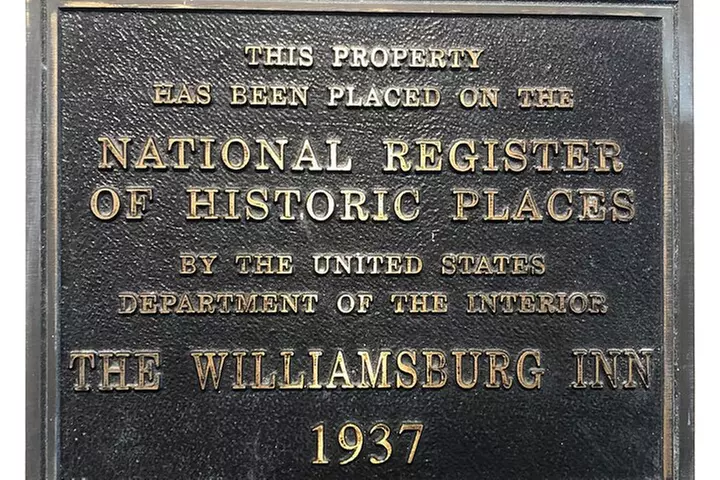 THIS PROPERTY
HAS BEEN PLACED ON THE
NATIONAL REGISTER
OF HISTORIC PLACES
BY THE UNITED STATES
DEPARTMENT OF THE INTERIOR
THE WILLIAMSBURG INN
1937